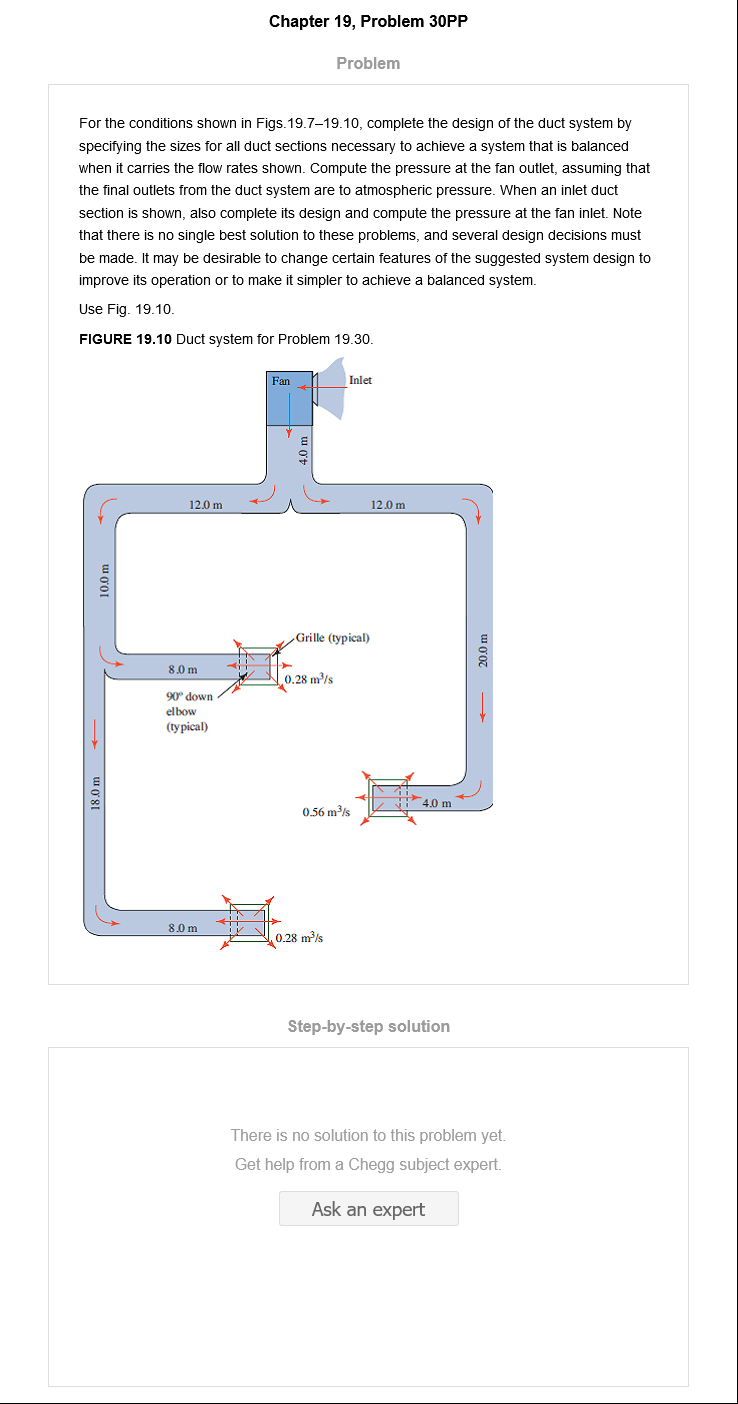 Chapter 19, Problem 30PP
Problem
For the conditions shown in Figs.19.7–19.10, complete the design of the duct system by
specifying the sizes for all duct sections necessary to achieve a system that is balanced
when it carries the flow rates shown. Compute the pressure at the fan outlet, assuming that
the final outlets from the duct system are to atmospheric pressure. When an inlet duct
section is shown, also complete its design and compute the pressure at the fan inlet. Note
that there is no single best solution to these problems, and several design decisions must
be made. It may be desirable to change certain features of the suggested system design to
improve its operation or to make it simpler to achieve a balanced system.
Use Fig. 19.10.
FIGURE 19.10 Duct system for Problem 19.30.
Fan
Inlet
4.0 m
12.0 m
12.0 m
10.0 m
Grille (typical)
20.0 m
8.0 m
0.28 m³/s
90° down
elbow
(typical)
18.0 m
4.0 m
0.56 m³/s
8.0 m
0.28 m³/s
Step-by-step solution
There is no solution to this problem yet.
Get help from a Chegg subject expert.
Ask an expert